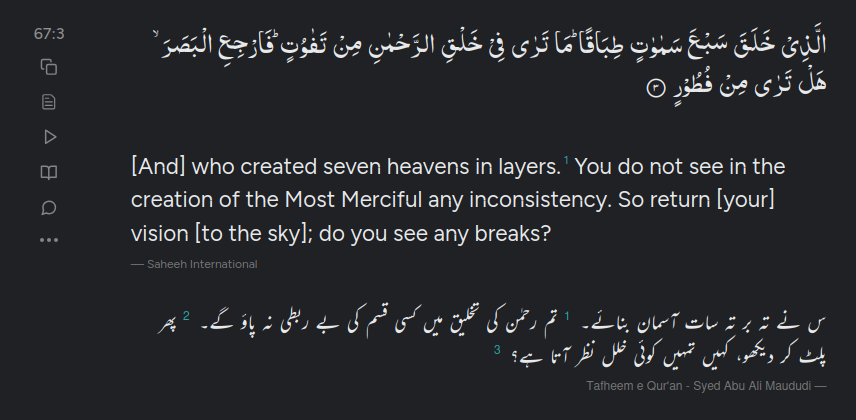 67:3
الَّذِىۡ خَلَقَ سَبۡعَ سَمٰوٰتٍ طِبَاقًا​ ؕ مَا تَرٰى فِىۡ خَلۡقِ الرَّحۡمٰنِ مِنۡ تَفٰوُتٍ​ ؕ فَارۡجِعِ الۡبَصَرَۙ
هَلۡ تَرٰى مِنۡ فُطُوۡرٍ ‏﴿۳﴾
[And] who created seven heavens in layers.1 You do not see in the
creation of the Most Merciful any inconsistency. So return [your]
vision [to the sky]; do you see any breaks?
— Saheeh International
س نے تہ بر تہ سات آسمان بنائے۔ 1 تم رحمٰن کی تخلیق میں کسی قسم کی بے ربطی نہ پاؤ گے۔ 2 پھر
پلٹ کر دیکھو، کہیں تمہیں کوئی خلل نظر آتا ہے؟ 3
Tafheem e Qur'an - Syed Abu Ali Maududi —